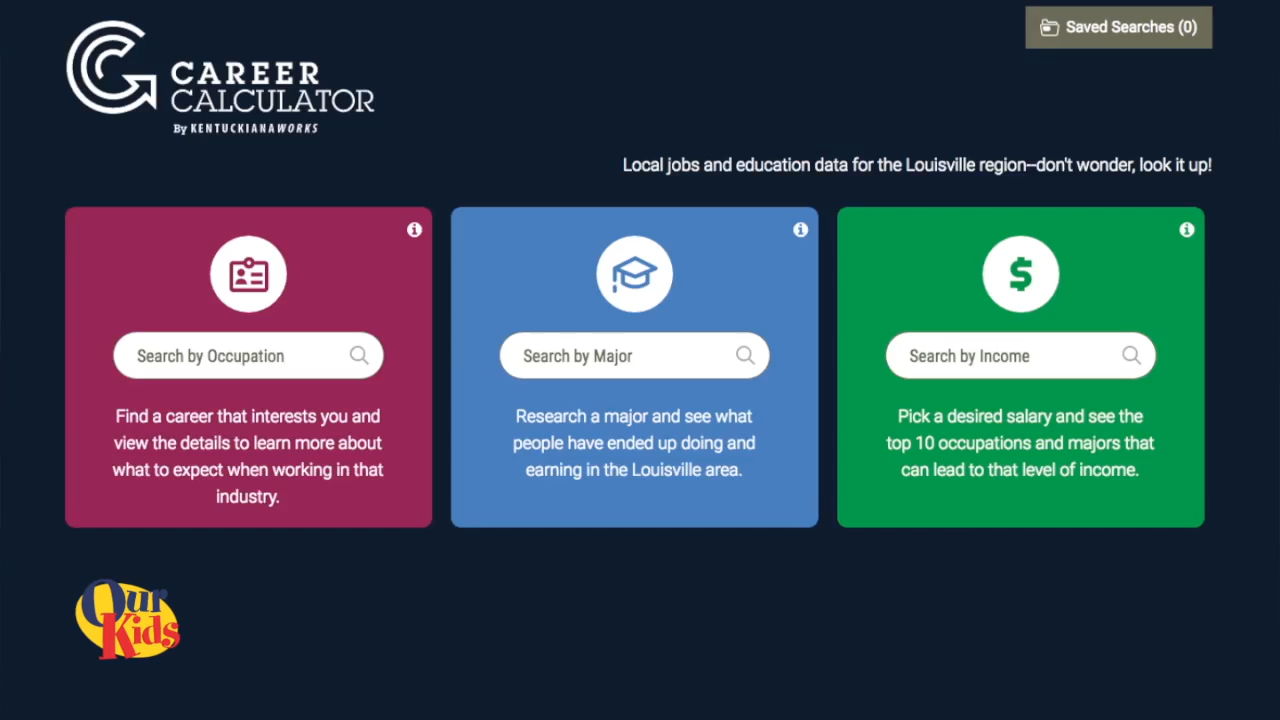 Saved Searches (0)
CAREER
CALCULATOR
By KENTUCKIANAWORKS
Local jobs and education data for the Louisville region--don't wonder, look it up!
Search by Occupation
Find a career that interests you and
view the details to learn more about
what to expect when working in that
industry.
Search by Major
Research a major and see what
people have ended up doing and
earning in the Louisville area.
Search by Income
Pick a desired salary and see the
top 10 occupations and majors that
can lead to that level of income.
Our
Kids